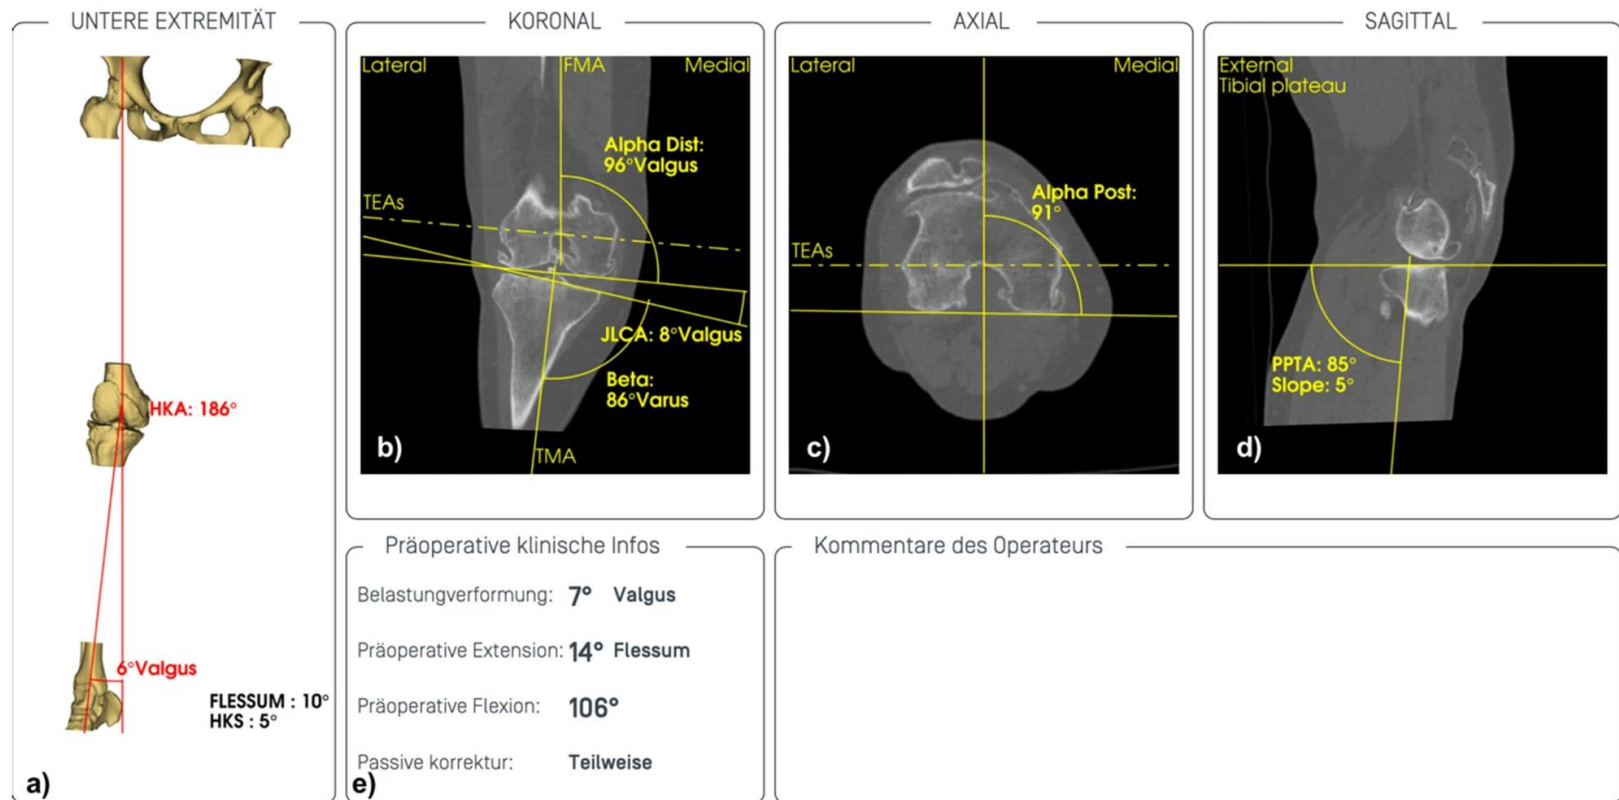 UNTERE EXTREMITÄT
HKA: 186°
6°Valgus
FLESSUM : 10°
HKS : 5°
a)
KORONAL
Lateral
FMA
Medial
Alpha Dist:
96°Valgus
TEAs
JLCA: 8°Valgus
Beta:
86°Varus
b)
TMA
AXIAL
Lateral
Medial
Alpha Post:
91°
TEAs
c)
SAGITTAL
External
Tibial plateau
PPTA: 85°
Slope: 5°
d)
Präoperative klinische Infos
Belastungverformung: 7° Valgus
Präoperative Extension: 14° Flessum
Präoperative Flexion: 106°
Passive korrektur: Teilweise
e)
Kommentare des Operateurs